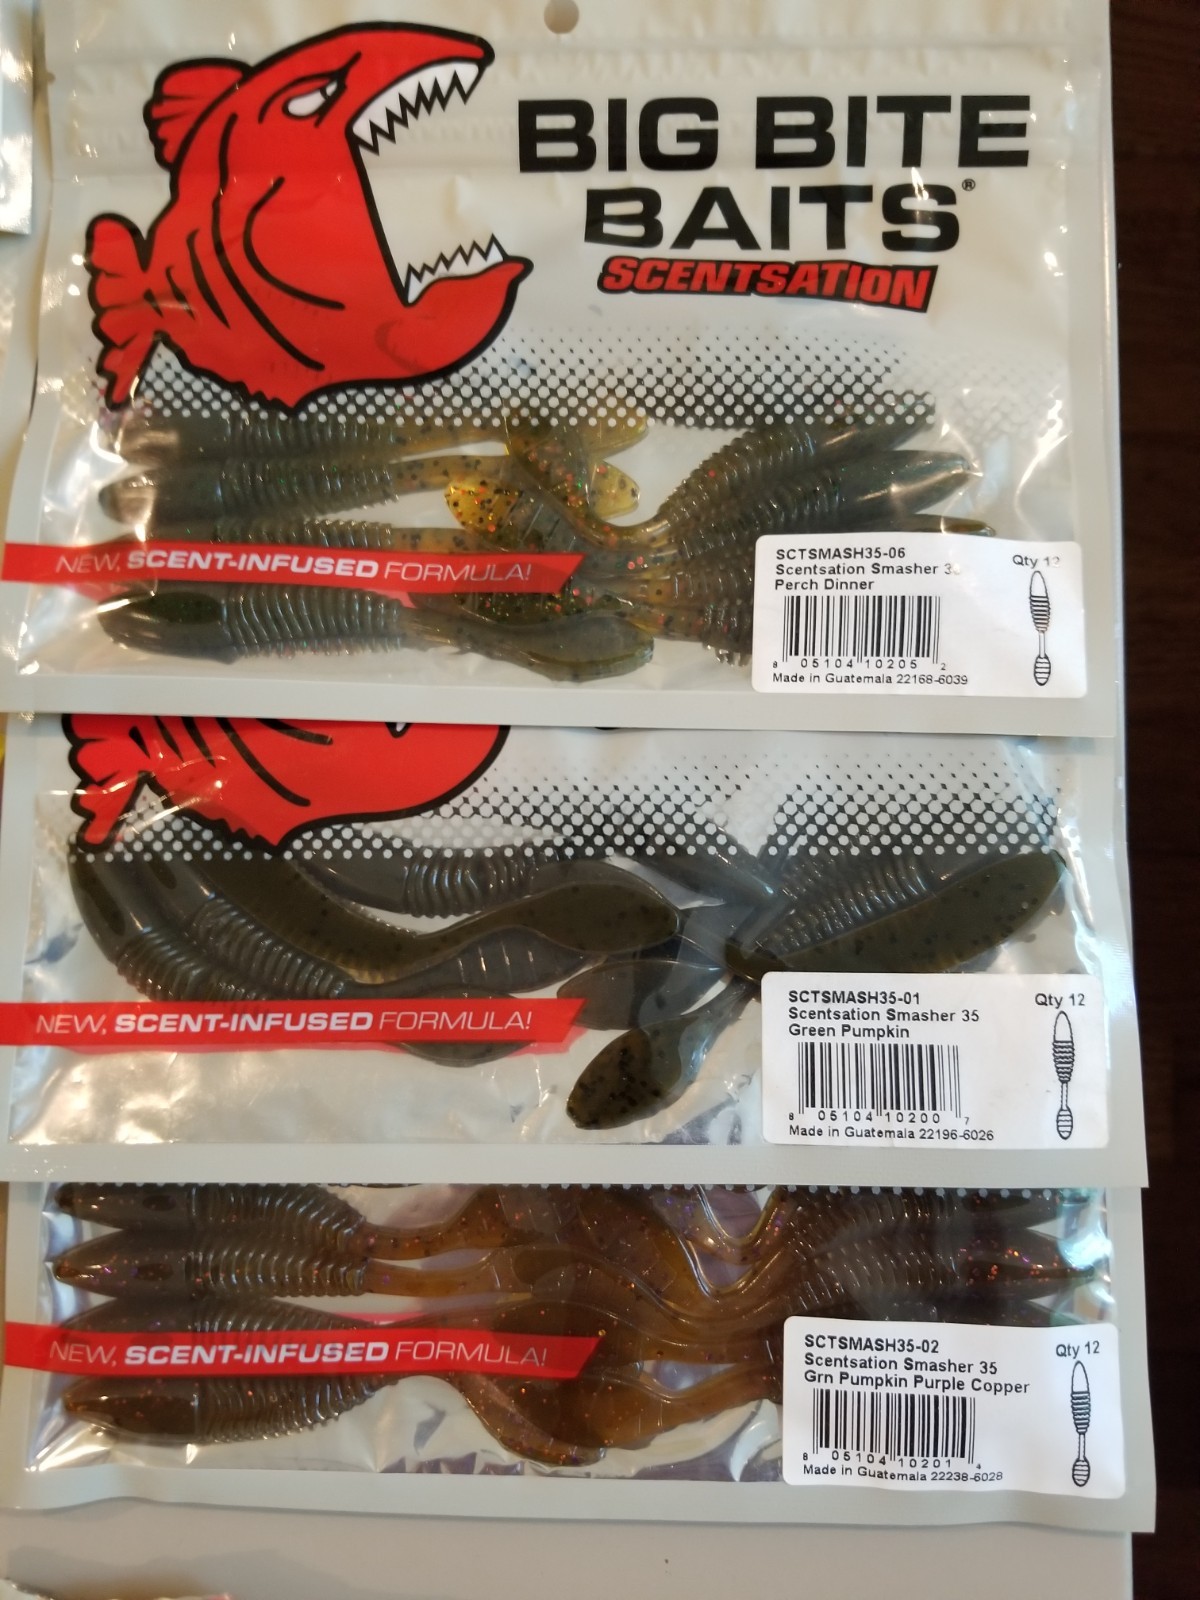 BIG BITE
BAITS®
SCENTSATION
NEW, SCENT-INFUSED FORMULA!
SCTSMASH35-06
Scentsation Smasher 35
Perch Dinner
Qty 12
8 05104 10205 2
Made in Guatemala 22168-6039
NEW, SCENT-INFUSED FORMULA!
SCTSMASH35-01
Scentsation Smasher 35
Green Pumpkin
Qty 12
8 05104 10200 7
Made in Guatemala 22196-6026
NEW, SCENT-INFUSED FORMULA!
SCTSMASH35-02
Scentsation Smasher 35
Grn Pumpkin Purple Copper
Qty 12
8 05104 10201 4
Made in Guatemala 22238-6028